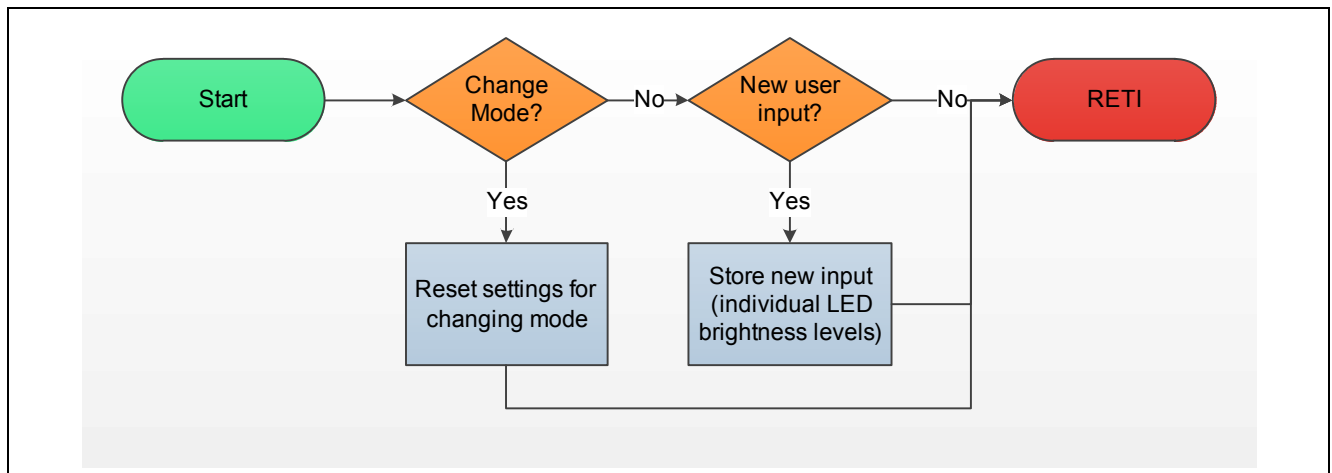 Start
Change
Mode?
No
New user
input?
No
RETI
Yes
Yes
Reset settings for
changing mode
Store new input
(individual LED
brightness levels)